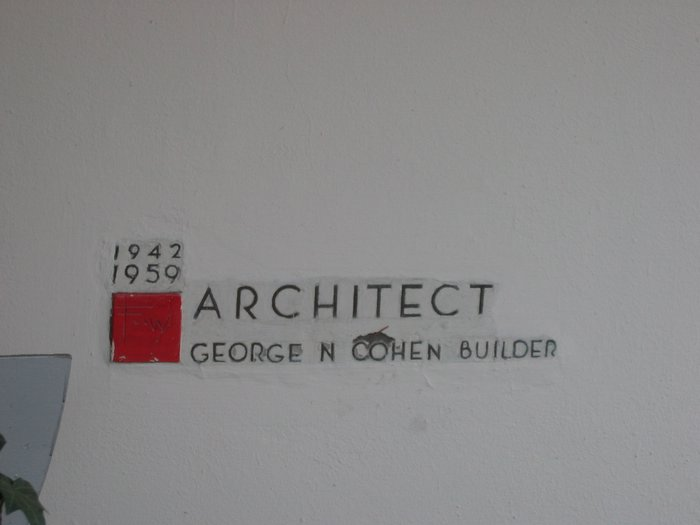 1942
1959
ARCHITECT
GEORGE N COHEN BUILDER